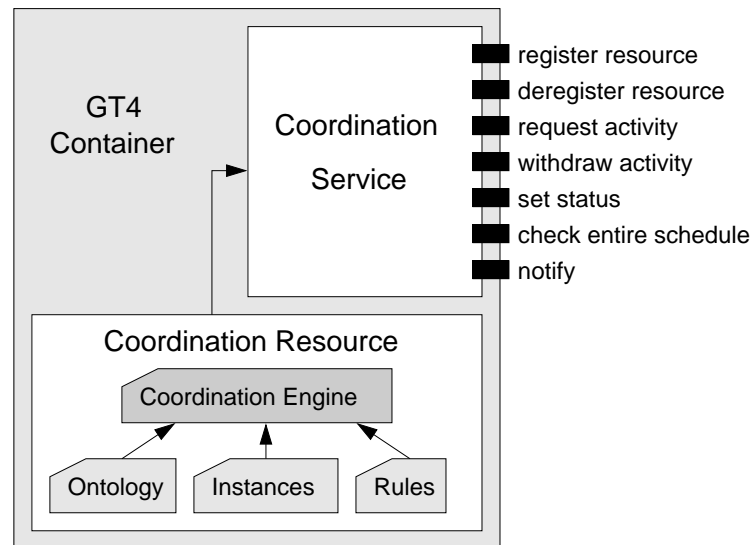 GT4
Container
Coordination
Service
register resource
deregister resource
request activity
withdraw activity
set status
check entire schedule
notify
Coordination Resource
Coordination Engine
Ontology
Instances
Rules